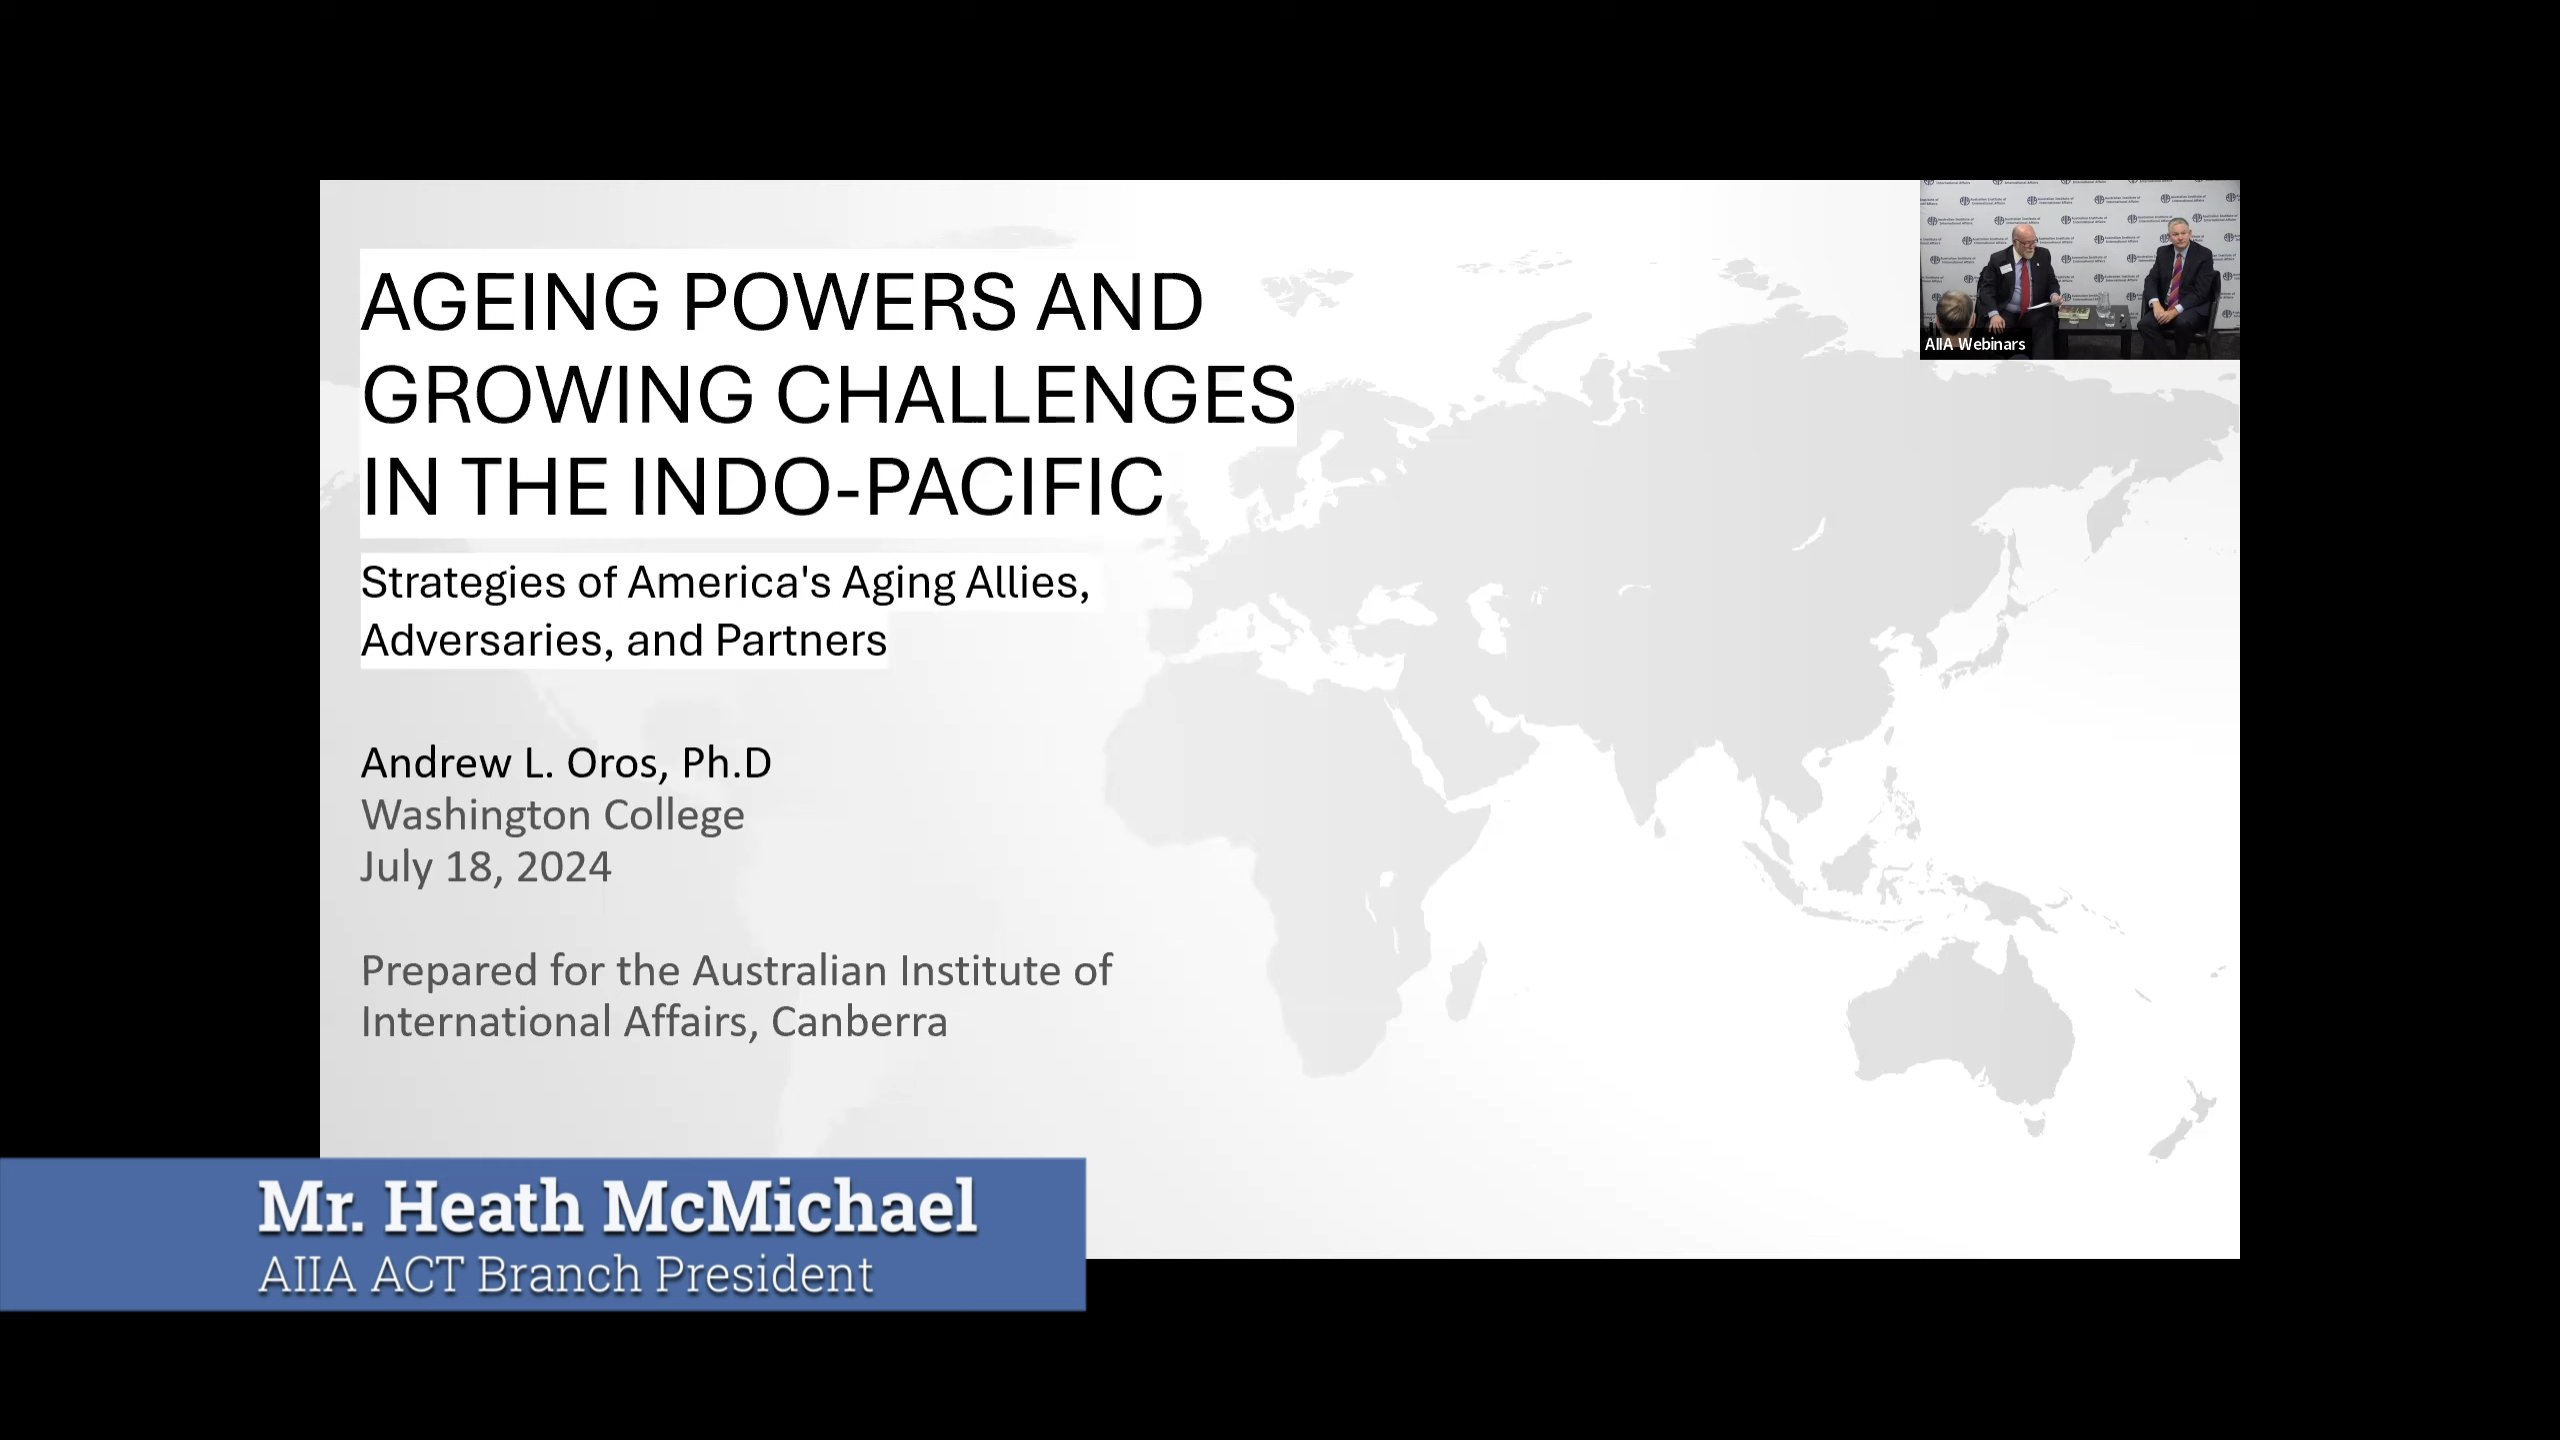 AGEING POWERS AND
GROWING CHALLENGES
IN THE INDO-PACIFIC
Strategies of America's Aging Allies,
Adversaries, and Partners
Andrew L. Oros, Ph.D
Washington College
July 18, 2024
Prepared for the Australian Institute of
International Affairs, Canberra
AIIA Webinars
Mr. Heath McMichael
AIIA ACT Branch President